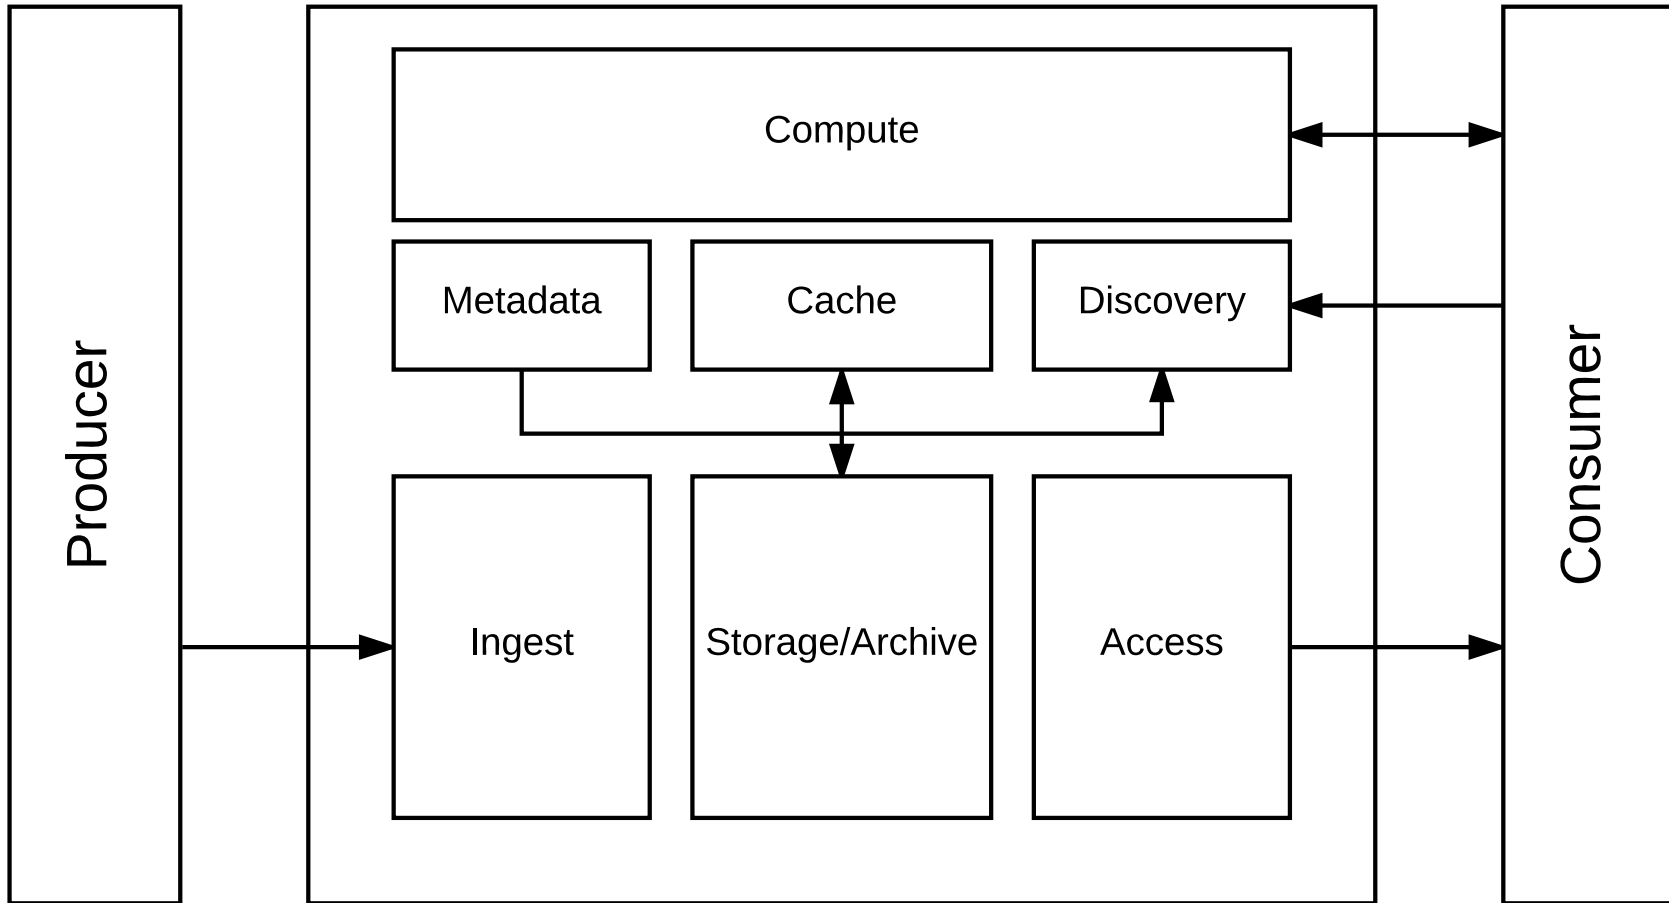 Producer
Compute
Metadata
Cache
Discovery
Ingest
Storage/Archive
Access
Consumer